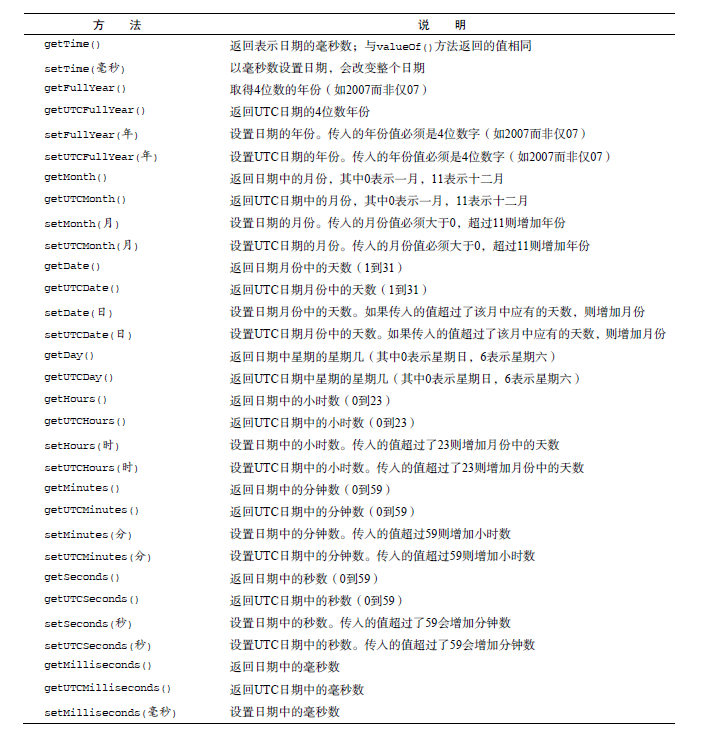 方 法 说 明
getTime() 返回表示日期的毫秒数；与valueOf()方法返回的值相同
setTime(毫秒) 以毫秒数设置日期，会改变整个日期
getFullYear() 取得4位数的年份（如2007而非仅07）
getUTCFullYear() 返回UTC日期的4位数年份
setFullYear(年) 设置日期的年份。传入的年份值必须是4位数字（如2007而非仅07）
setUTCFullYear(年) 设置UTC日期的年份。传入的年份值必须是4位数字（如2007而非仅07）
getMonth() 返回日期中的月份，其中0表示一月，11表示十二月
getUTCMonth() 返回UTC日期中的月份，其中0表示一月，11表示十二月
setMonth(月) 设置日期的月份。传入的月份值必须大于0，超过11则增加年份
setUTCMonth(月) 设置UTC日期的月份。传入的月份值必须大于0，超过11则增加年份
getDate() 返回日期月份中的天数（1到31）
getUTCDate() 返回UTC日期月份中的天数（1到31）
setDate(日) 设置日期月份中的天数。如果传入的值超过了该月中应有的天数，则增加月份
setUTCDate(日) 设置UTC日期月份中的天数。如果传入的值超过了该月中应有的天数，则增加月份
getDay() 返回日期中星期的星期几（其中0表示星期日，6表示星期六）
getUTCDay() 返回UTC日期中星期的星期几（其中0表示星期日，6表示星期六）
getHours() 返回日期中的小时数（0到23）
getUTCHours() 返回UTC日期中的小时数（0到23）
setHours(时) 设置日期中的小时数。传入的值超过了23则增加月份中的天数
setUTCHours(时) 设置UTC日期中的小时数。传入的值超过了23则增加月份中的天数
getMinutes() 返回日期中的分钟数（0到59）
getUTCMinutes() 返回UTC日期中的分钟数（0到59）
setMinutes(分) 设置日期中的分钟数。传入的值超过59则增加小时数
setUTCMinutes(分) 设置UTC日期中的分钟数。传入的值超过59则增加小时数
getSeconds() 返回日期中的秒数（0到59）
getUTCSeconds() 返回UTC日期中的秒数（0到59）
setSeconds(秒) 设置日期中的秒数。传入的值超过了59会增加分钟数
setUTCSeconds(秒) 设置UTC日期中的秒数。传入的值超过了59会增加分钟数
getMilliseconds() 返回日期中的毫秒数
getUTCMilliseconds() 返回UTC日期中的毫秒数
setMilliseconds(毫秒) 设置日期中的毫秒数